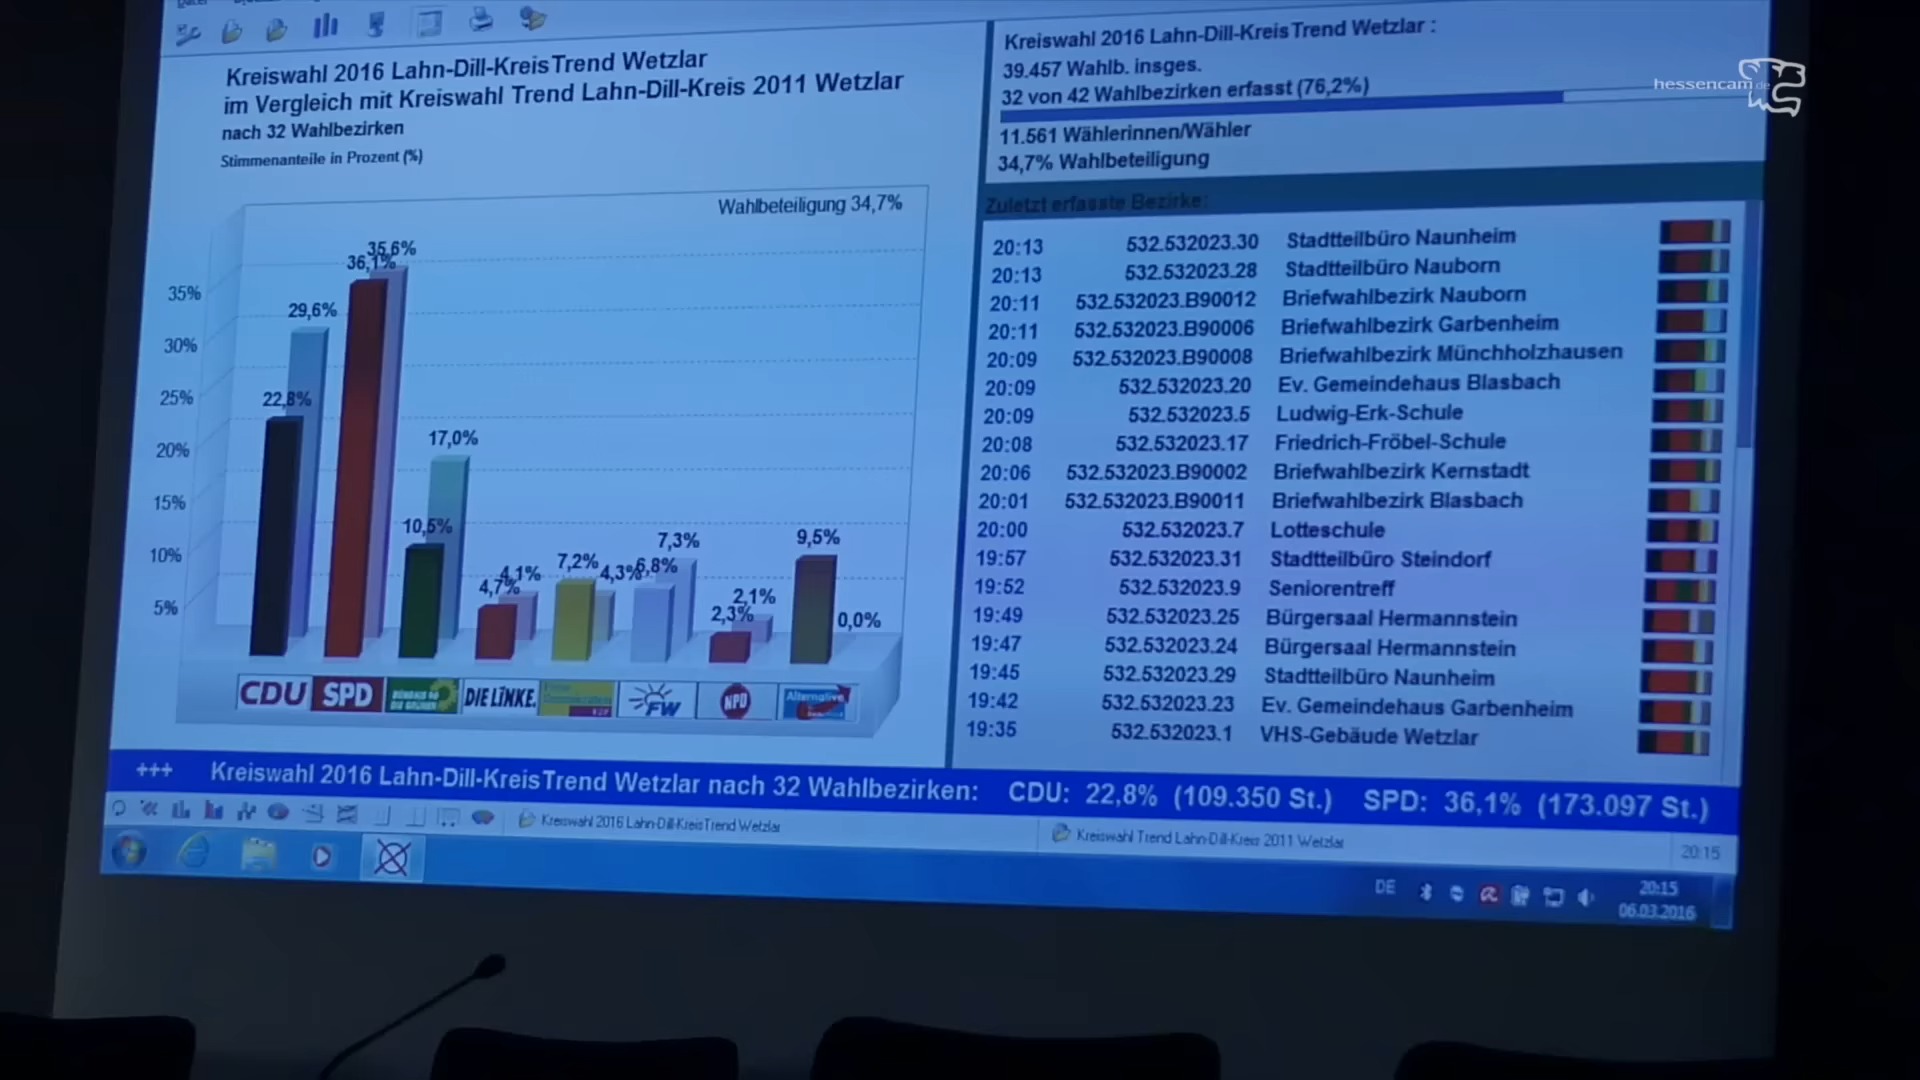 Kreiswahl 2016 Lahn-Dill-KreisTrend Wetzlar
im Vergleich mit Kreiswahl Trend Lahn-Dill-Kreis 2011 Wetzlar
nach 32 Wahlbezirken
Stimmenanteile in Prozent (%)
Wahlbeteiligung 34,7%
35%
30%
25%
20%
15%
10%
5%
22,8%
29,6%
36,1%
35,6%
10,5%
17,0%
4,7%
4,1%
7,2%
4,3%
6,8%
7,3%
2,3%
2,1%
9,5%
0,0%
CDU
SPD
BÜNDNIS 90
DIE GRÜNEN
DIE LINKE.
FW
NPD
Alternative
Kreiswahl 2016 Lahn-Dill-KreisTrend Wetzlar :
39.457 Wahlb. insges.
32 von 42 Wahlbezirken erfasst (76,2%)
11.561 Wählerinnen/Wähler
34,7% Wahlbeteiligung
hessencam.de
Zuletzt erfasste Bezirke:
20:13 532.532023.30 Stadtteilbüro Naunheim
20:13 532.532023.28 Stadtteilbüro Nauborn
20:11 532.532023.B90012 Briefwahlbezirk Nauborn
20:11 532.532023.B90006 Briefwahlbezirk Garbenheim
20:09 532.532023.B90008 Briefwahlbezirk Münchholzhausen
20:09 532.532023.20 Ev. Gemeindehaus Blasbach
20:09 532.532023.5 Ludwig-Erk-Schule
20:08 532.532023.17 Friedrich-Fröbel-Schule
20:06 532.532023.B90002 Briefwahlbezirk Kernstadt
20:01 532.532023.B90011 Briefwahlbezirk Blasbach
20:00 532.532023.7 Lotteschule
19:57 532.532023.31 Stadtteilbüro Steindorf
19:52 532.532023.9 Seniorentreff
19:49 532.532023.25 Bürgersaal Hermannstein
19:47 532.532023.24 Bürgersaal Hermannstein
19:45 532.532023.29 Stadtteilbüro Naunheim
19:42 532.532023.23 Ev. Gemeindehaus Garbenheim
19:35 532.532023.1 VHS-Gebäude Wetzlar
+++ Kreiswahl 2016 Lahn-Dill-KreisTrend Wetzlar nach 32 Wahlbezirken: CDU: 22,8% (109.350 St.) SPD: 36,1% (173.097 St.)
Kreiswahl 2016 Lahn-Dill-KreisTrend Wetzlar
Kreiswahl Trend Lahn-Dill-Kreis 2011 Wetzlar
20:15
DE
20:15
06.03.2016